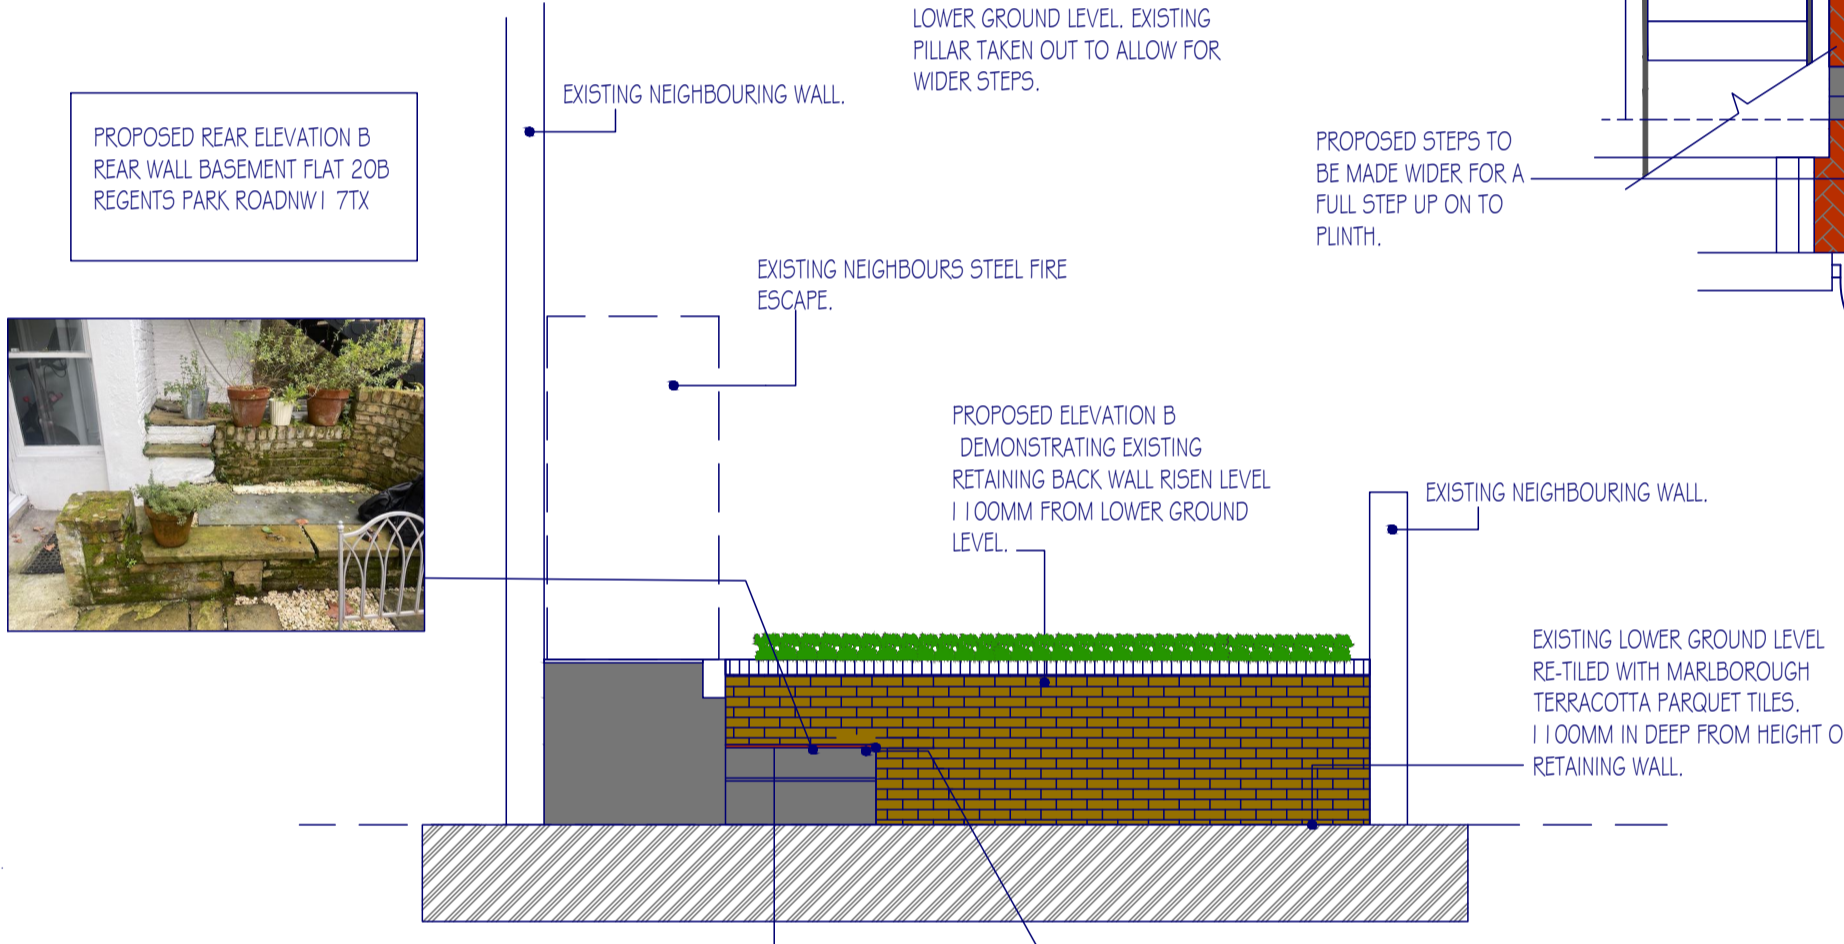 LOWER GROUND LEVEL. EXISTING
PILLAR TAKEN OUT TO ALLOW FOR
WIDER STEPS.
EXISTING NEIGHBOURING WALL.
PROPOSED REAR ELEVATION B
REAR WALL BASEMENT FLAT 20B
REGENTS PARK ROADNW1 7TX
PROPOSED STEPS TO
BE MADE WIDER FOR A
FULL STEP UP ON TO
PLINTH.
EXISTING NEIGHBOURS STEEL FIRE
ESCAPE.
PROPOSED ELEVATION B
DEMONSTRATING EXISTING
RETAINING BACK WALL RISEN LEVEL
1100MM FROM LOWER GROUND
LEVEL.
EXISTING NEIGHBOURING WALL.
EXISTING LOWER GROUND LEVEL
RE-TILED WITH MARLBOROUGH
TERRACOTTA PARQUET TILES.
1100MM IN DEEP FROM HEIGHT O
RETAINING WALL.